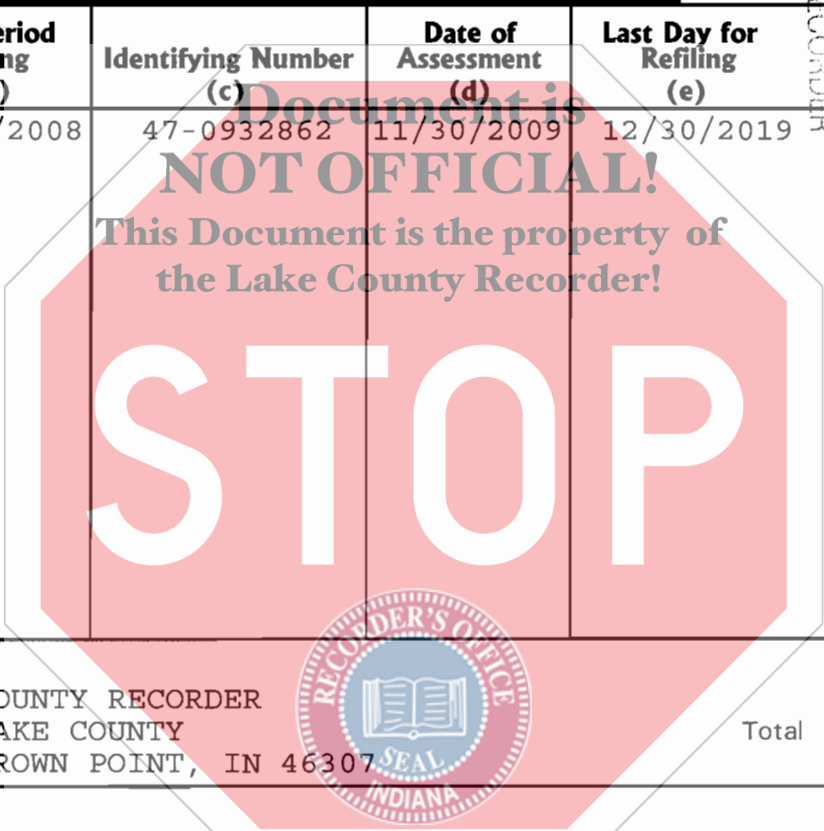 eriod
ng
)
Identifying Number
(c)
Date of
Assessment
(d)
Last Day for
Refiling
(e)
/2008 47-0932862 11/30/2009 12/30/2019
Document is
NOT OFFICIAL!
This Document is the property of
the Lake County Recorder!
STOP
RECORDER'S OFFICE
SEAL
INDIANA
OUNTY RECORDER
AKE COUNTY
ROWN POINT, IN 46307
Total
ECORDER